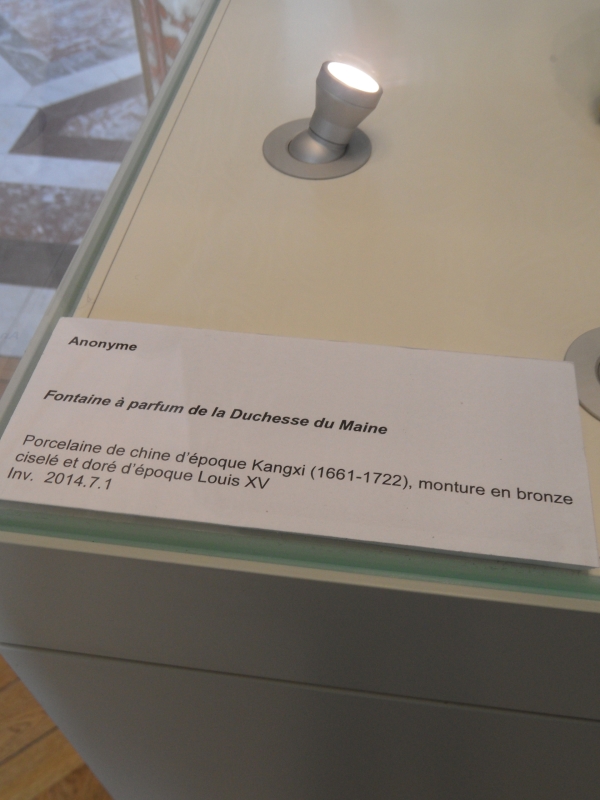 Anonyme
Fontaine à parfum de la Duchesse du Maine
Porcelaine de chine d'époque Kangxi (1661-1722), monture en bronze
ciselé et doré d'époque Louis XV
Inv. 2014.7.1